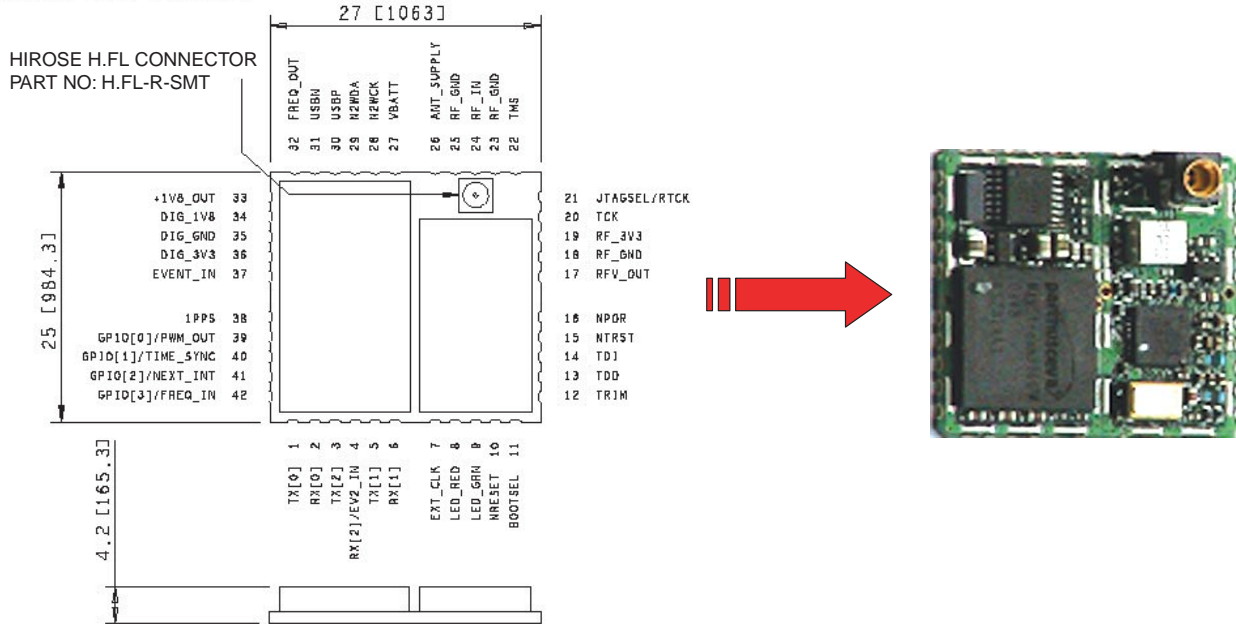 27 [1063]
HIROSE H.FL CONNECTOR
PART NO: H.FL-R-SMT
32 FREQ_OUT
31 USBN
30 USBP
29 N2WDA
28 N2WCK
27 VBATT
26 ANT_SUPPLY
25 RF_GND
24 RF_IN
23 RF_GND
22 TMS
+1V8_OUT 33
DIG_1V8 34
DIG_GND 35
DIG_3V3 36
EVENT_IN 37
1PPS 38
GPIO[0]/PWM_OUT 39
GPIO[1]/TIME_SYNC 40
GPIO[2]/NEXT_INT 41
GPIO[3]/FREQ_IN 42
25 [984.3]
21 JTAGSEL/RTCK
20 TCK
19 RF_3V3
18 RF_GND
17 RFV_OUT
16 NPOR
15 NTRST
14 TDI
13 TDO
12 TRIM
TX[0] 1
RX[0] 2
TX[2] 3
RX[2]/EV2_IN 4
TX[1] 5
RX[1] 6
EXT_CLK 7
LED_RED 8
LED_GRN 9
NRESET 10
BOOTSEL 11
4.2 [165.3]